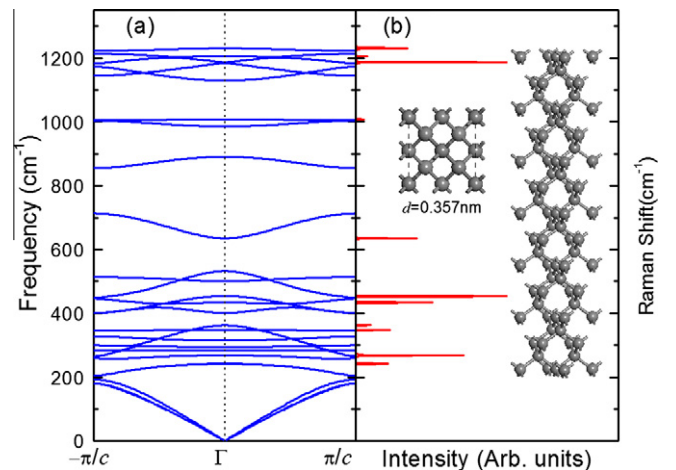 (a)
(b)
Frequency (cm⁻¹)
1200
1000
800
600
400
200
0
−π/c
Γ
π/c
d=0.357nm
Intensity (Arb. units)
Raman Shift(cm⁻¹)